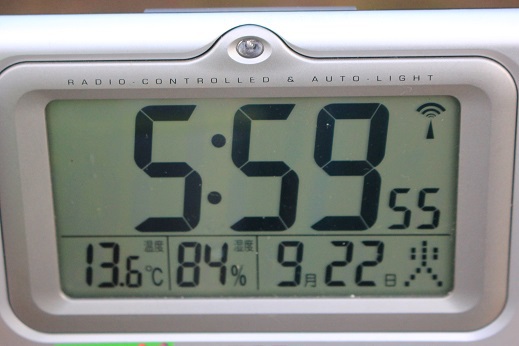 RADIO-CONTROLLED & AUTO-LIGHT
5:59 55
温度 湿度
13.6℃ 84% 9月22日 火